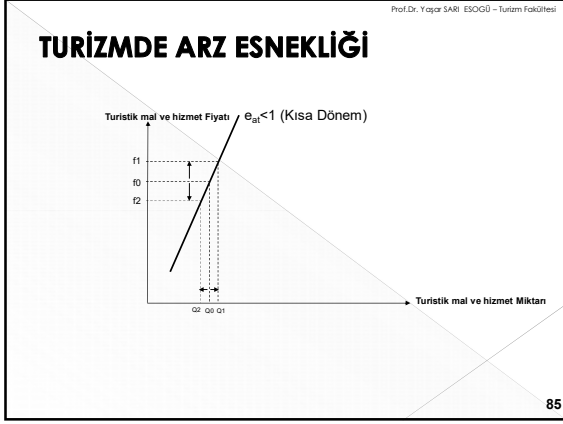 Prof.Dr. Yaşar SARI ESOGÜ – Turizm Fakültesi
TURİZMDE ARZ ESNEKLİĞİ
Turistik mal ve hizmet Fiyatı
eat<1 (Kısa Dönem)
f1
f0
f2
Turistik mal ve hizmet Miktarı
Q2 Q0 Q1
85